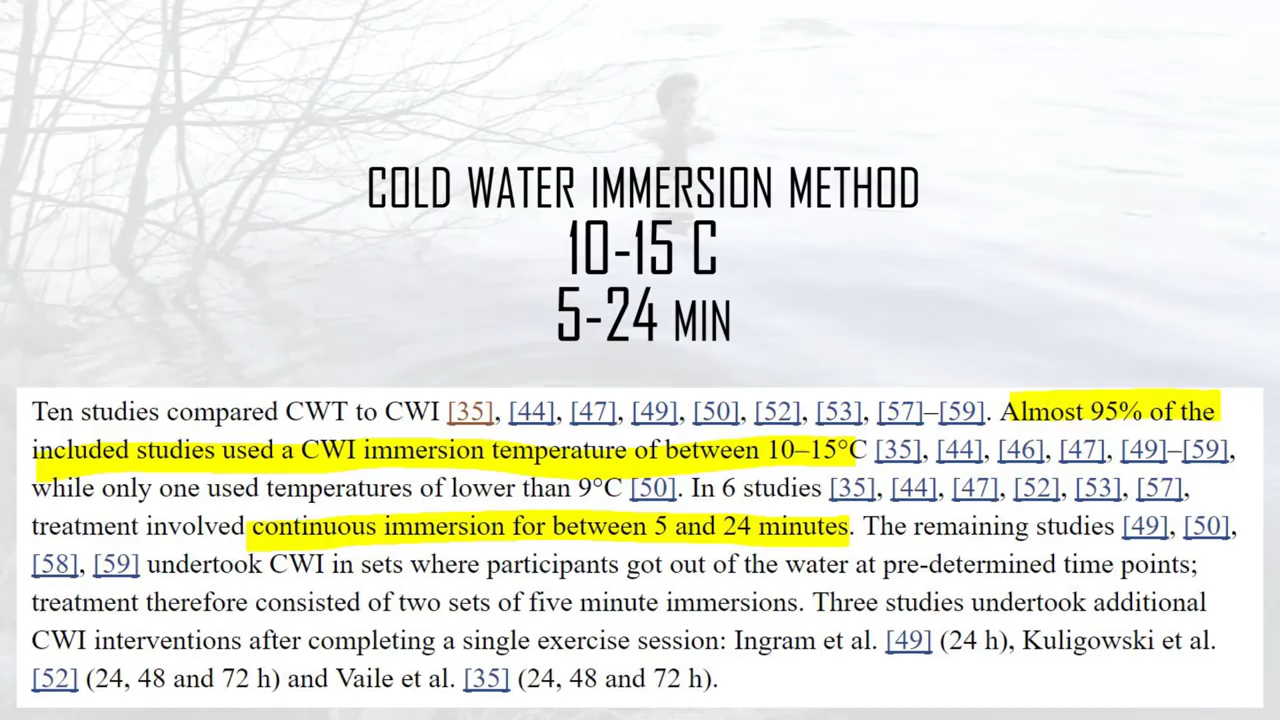 COLD WATER IMMERSION METHOD
10-15 C
5-24 MIN
Ten studies compared CWT to CWI [35], [44], [47], [49], [50], [52], [53], [57]–[59]. Almost 95% of the
included studies used a CWI immersion temperature of between 10–15°C [35], [44], [46], [47], [49]–[59],
while only one used temperatures of lower than 9°C [50]. In 6 studies [35], [44], [47], [52], [53], [57],
treatment involved continuous immersion for between 5 and 24 minutes. The remaining studies [49], [50],
[58], [59] undertook CWI in sets where participants got out of the water at pre-determined time points;
treatment therefore consisted of two sets of five minute immersions. Three studies undertook additional
CWI interventions after completing a single exercise session: Ingram et al. [49] (24 h), Kuligowski et al.
[52] (24, 48 and 72 h) and Vaile et al. [35] (24, 48 and 72 h).